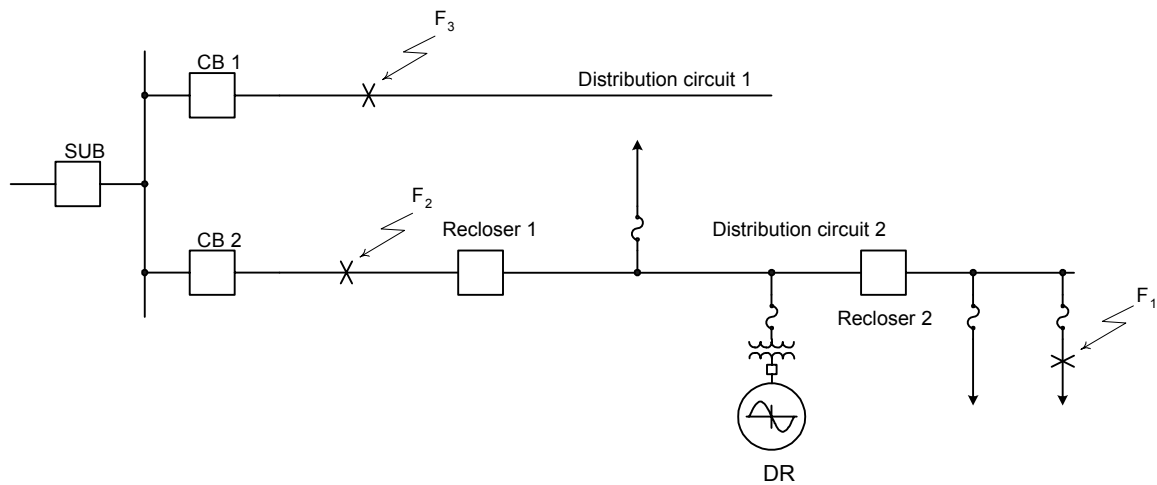 F3
CB 1
Distribution circuit 1
SUB
F2
CB 2
Recloser 1
Distribution circuit 2
Recloser 2
F1
DR